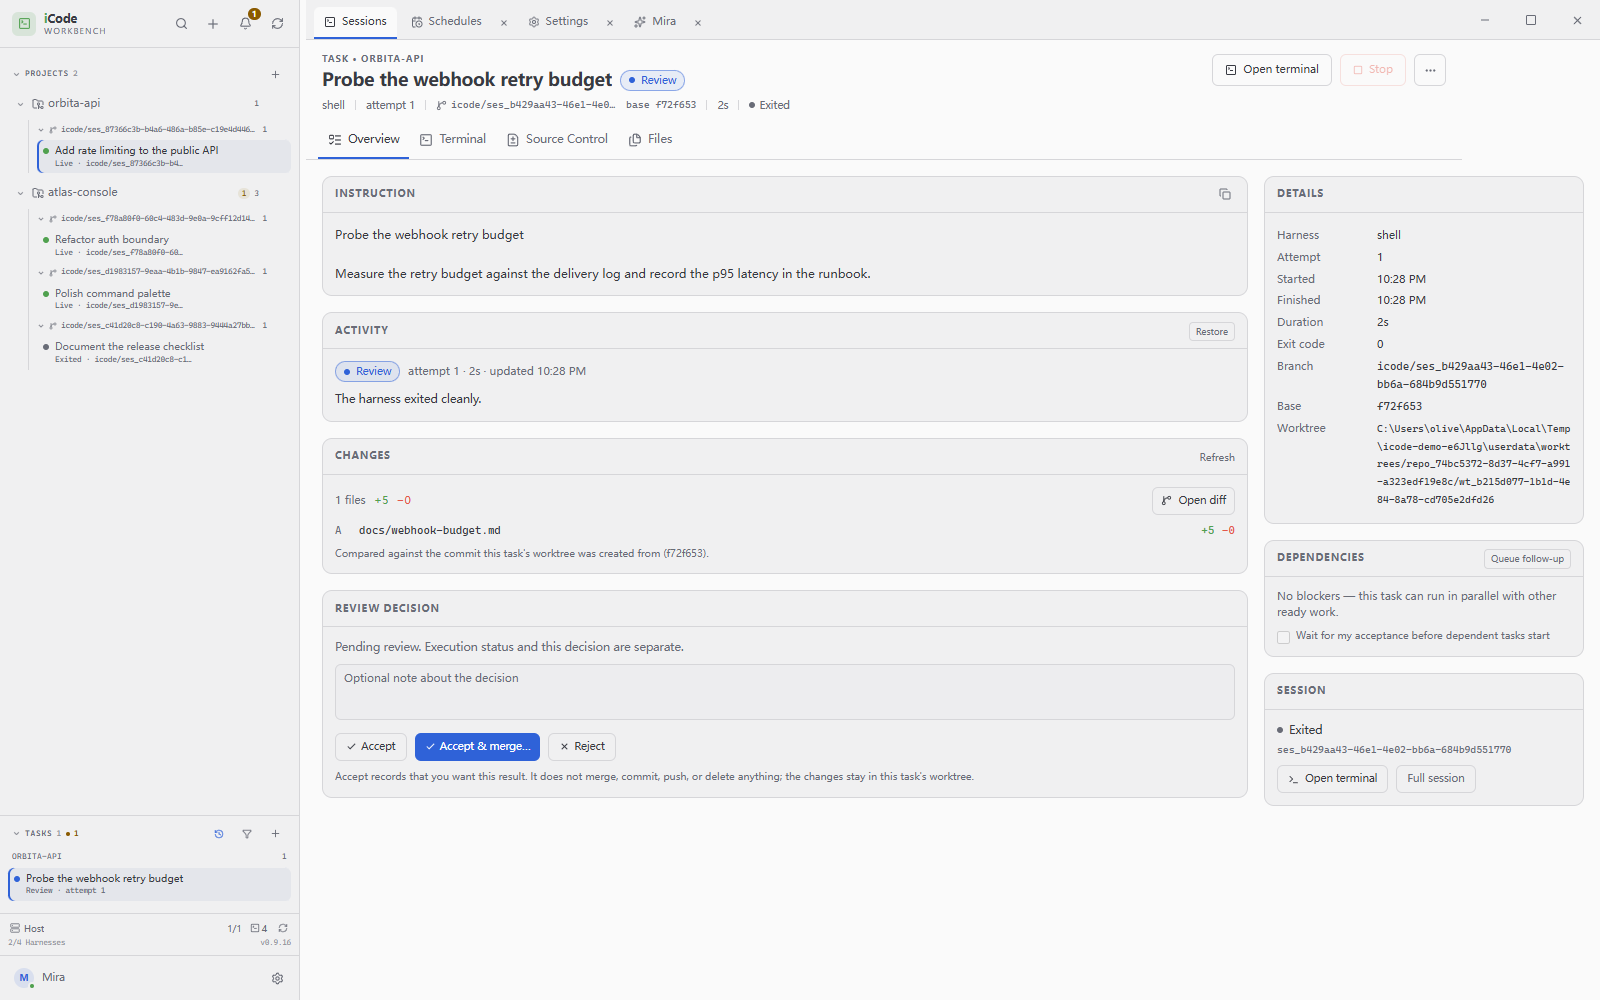 iCode
WORKBENCH
1
PROJECTS 2
orbita-api 1
icode/ses_87366c3b-b4a6-486a-b85e-c19e4d446… 1
Add rate limiting to the public API
Live · icode/ses_87366c3b-b4…
atlas-console 1 3
icode/ses_f78a80f0-60c4-483d-9e0a-9cff12d14… 1
Refactor auth boundary
Live · icode/ses_f78a80f0-60…
icode/ses_d1983157-9eaa-4b1b-9847-ea9162fa5… 1
Polish command palette
Live · icode/ses_d1983157-9e…
icode/ses_c41d20c8-c190-4a63-9883-9444a27bb… 1
Document the release checklist
Exited · icode/ses_c41d20c8-c1…
TASKS 1 • 1
ORBITA-API 1
Probe the webhook retry budget
Review · attempt 1
Host 1/1 4
2/4 Harnesses v0.9.16
M Mira
Sessions Schedules Settings Mira
TASK • ORBITA-API
Probe the webhook retry budget Review
Open terminal Stop ...
shell attempt 1 icode/ses_b429aa43-46e1-4e0… base f72f653 2s Exited
Overview Terminal Source Control Files
INSTRUCTION
Probe the webhook retry budget
Measure the retry budget against the delivery log and record the p95 latency in the runbook.
ACTIVITY Restore
Review attempt 1 · 2s · updated 10:28 PM
The harness exited cleanly.
CHANGES Refresh
1 files +5 −0 Open diff
A docs/webhook-budget.md +5 −0
Compared against the commit this task's worktree was created from (f72f653).
REVIEW DECISION
Pending review. Execution status and this decision are separate.
Optional note about the decision
Accept Accept & merge... Reject
Accept records that you want this result. It does not merge, commit, push, or delete anything; the changes stay in this task's worktree.
DETAILS
Harness shell
Attempt 1
Started 10:28 PM
Finished 10:28 PM
Duration 2s
Exit code 0
Branch icode/ses_b429aa43-46e1-4e02-
bb6a-684b9d551770
Base f72f653
Worktree C:\Users\olive\AppData\Local\Temp
\icode-demo-e6Jllg\userdata\workt
rees/repo_74bc5372-8d37-4cf7-a991
-a323edf19e8c/wt_b215d077-1b1d-4e
84-8a78-cd705e2dfd26
DEPENDENCIES Queue follow-up
No blockers — this task can run in parallel with other
ready work.
Wait for my acceptance before dependent tasks start
SESSION
Exited
ses_b429aa43-46e1-4e02-bb6a-684b9d551770
Open terminal Full session